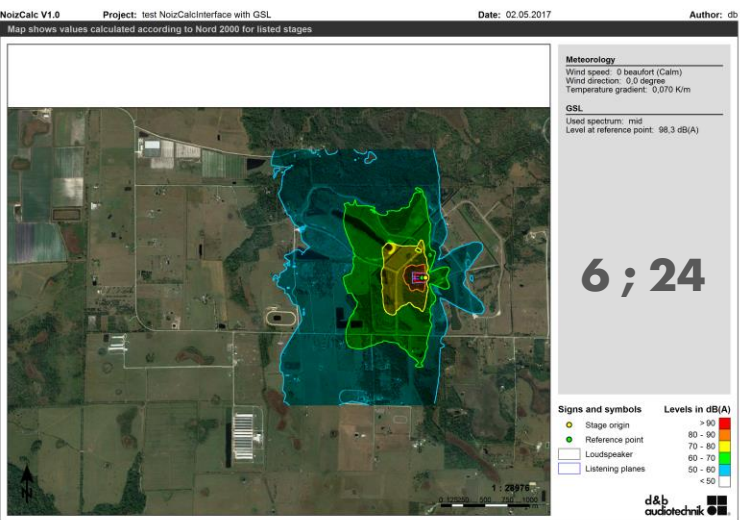 NoizCalc V1.0 Project: test NoizCalcInterface with GSL Date: 02.05.2017 Author: db
Map shows values calculated according to Nord 2000 for listed stages
Meteorology
Wind speed: 0 beaufort (Calm)
Wind direction: 0,0 degree
Temperature gradient: 0,070 K/m
GSL
Used spectrum: mid
Level at reference point: 98,3 dB(A)
6 ; 24
Signs and symbols
Stage origin
Reference point
Loudspeaker
Listening planes
Levels in dB(A)
> 90
80 - 90
70 - 80
60 - 70
50 - 60
< 50
N
1 : 28976
0 125250 500 750 1000
m
d&b
audiotechnik